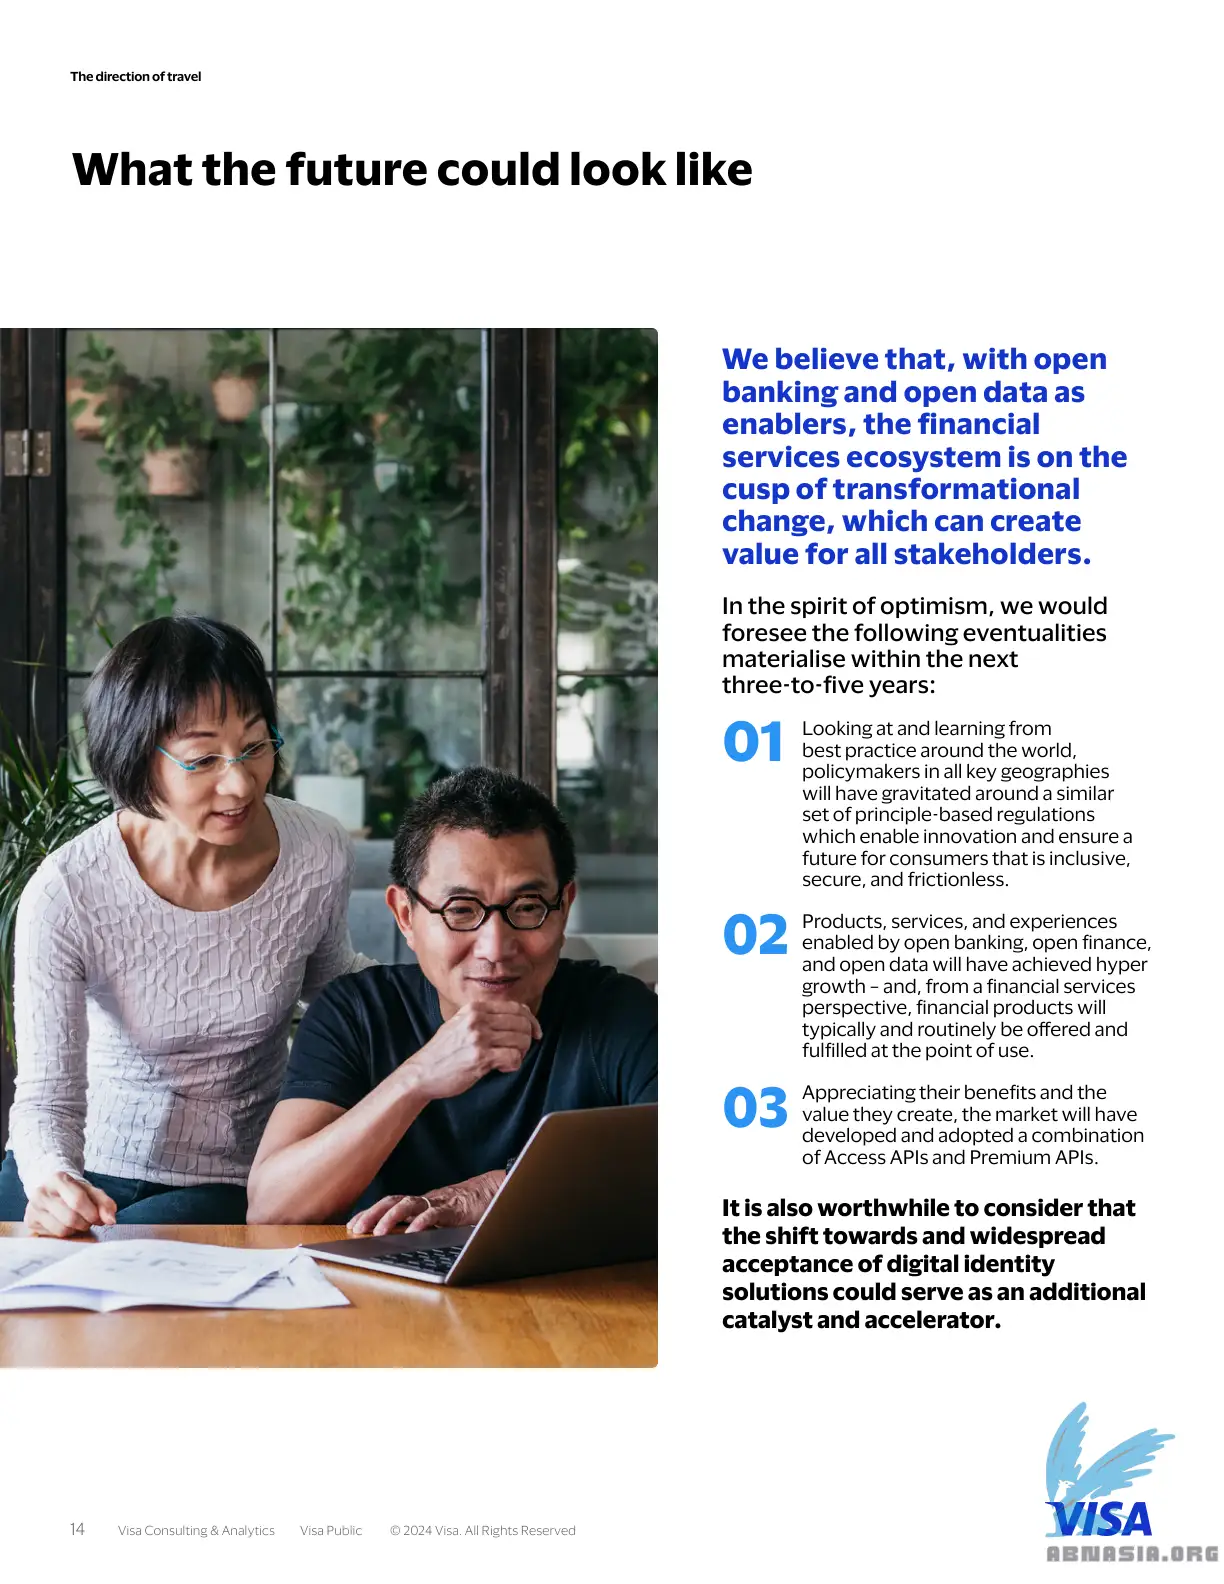 The direction of travel
What the future could look like
We believe that, with open
banking and open data as
enablers, the financial
services ecosystem is on the
cusp of transformational
change, which can create
value for all stakeholders.
In the spirit of optimism, we would
foresee the following eventualities
materialise within the next
three-to-five years:
01
Looking at and learning from
best practice around the world,
policymakers in all key geographies
will have gravitated around a similar
set of principle-based regulations
which enable innovation and ensure a
future for consumers that is inclusive,
secure, and frictionless.
02
Products, services, and experiences
enabled by open banking, open finance,
and open data will have achieved hyper
growth – and, from a financial services
perspective, financial products will
typically and routinely be offered and
fulfilled at the point of use.
03
Appreciating their benefits and the
value they create, the market will have
developed and adopted a combination
of Access APIs and Premium APIs.
It is also worthwhile to consider that
the shift towards and widespread
acceptance of digital identity
solutions could serve as an additional
catalyst and accelerator.
14 Visa Consulting & Analytics Visa Public © 2024 Visa. All Rights Reserved
VISA
ABNASIA.ORG